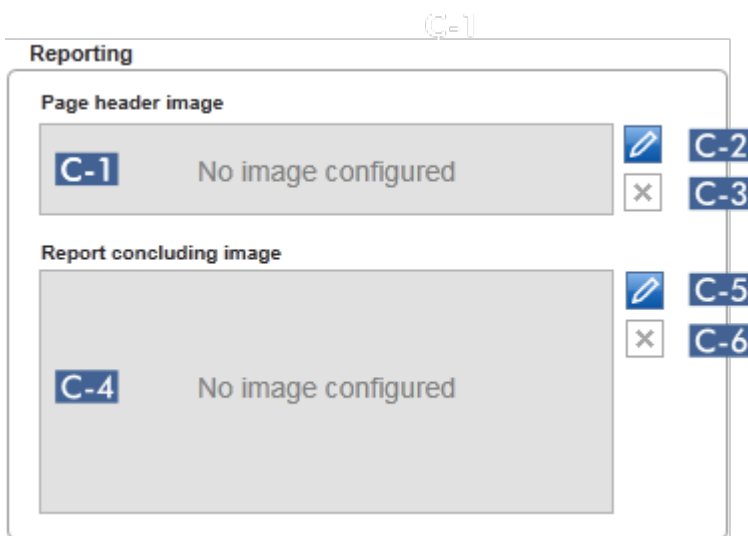 C-1
Reporting
Page header image
C-1 No image configured
C-2
C-3
Report concluding image
C-5
C-6
C-4 No image configured